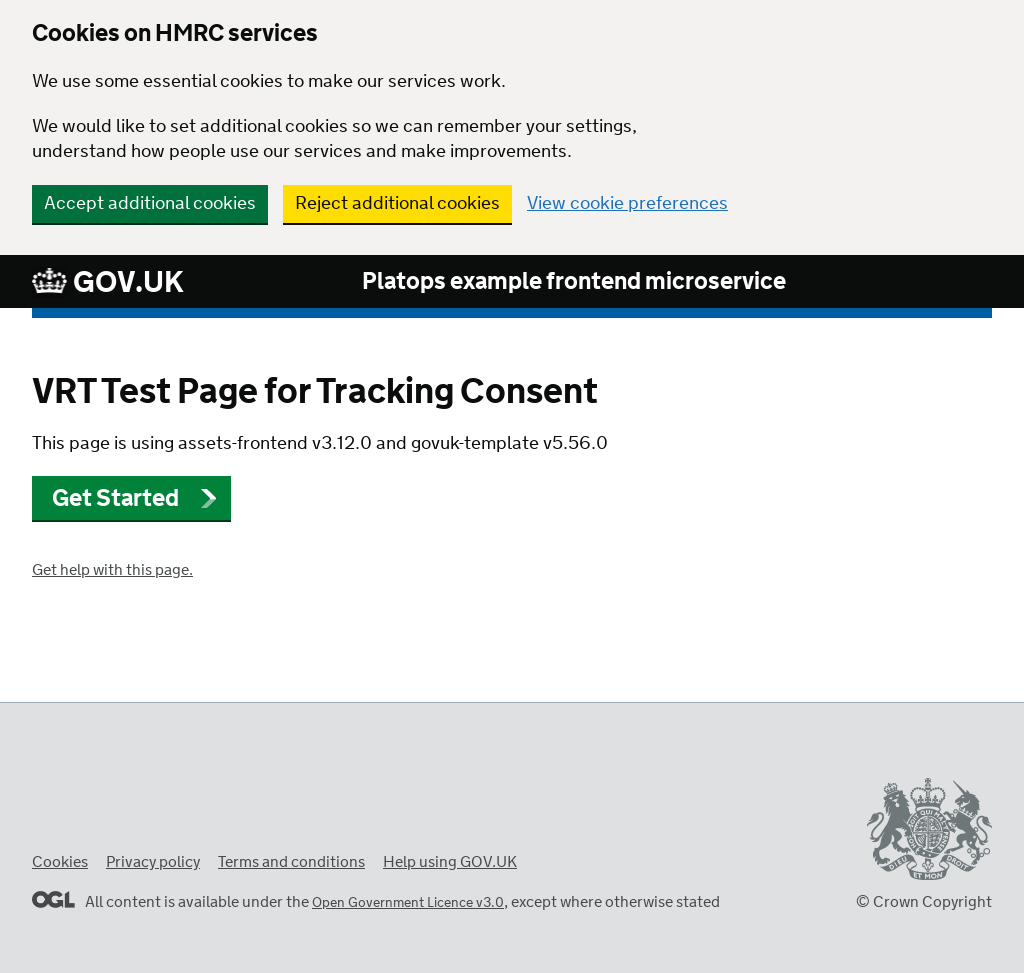 Cookies on HMRC services
We use some essential cookies to make our services work.
We would like to set additional cookies so we can remember your settings,
understand how people use our services and make improvements.
Accept additional cookies Reject additional cookies View cookie preferences
GOV.UK Platops example frontend microservice
VRT Test Page for Tracking Consent
This page is using assets-frontend v3.12.0 and govuk-template v5.56.0
Get Started
Get help with this page.
Cookies Privacy policy Terms and conditions Help using GOV.UK
OGL All content is available under the Open Government Licence v3.0, except where otherwise stated
© Crown Copyright